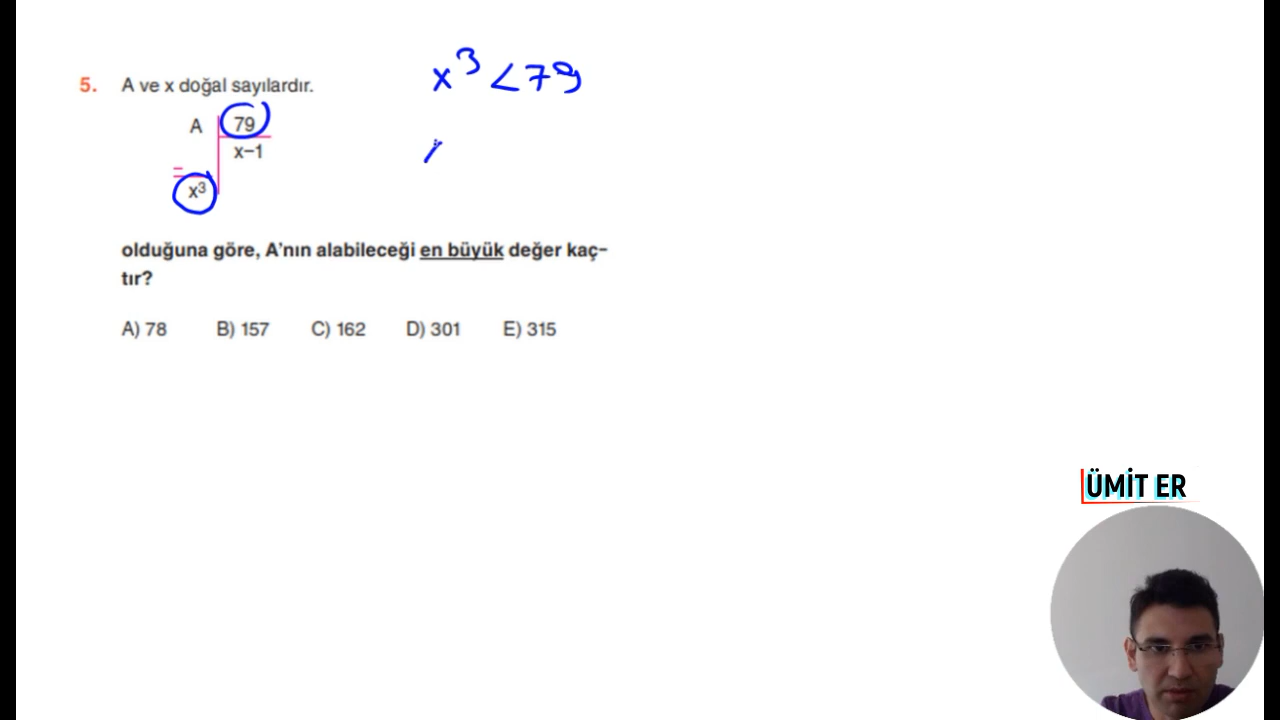 5. A ve x doğal sayılardır.
x³ < 79
A 79
x−1
x³
olduğuna göre, A'nın alabileceği en büyük değer kaç-
tır?
A) 78 B) 157 C) 162 D) 301 E) 315
ÜMİT ER